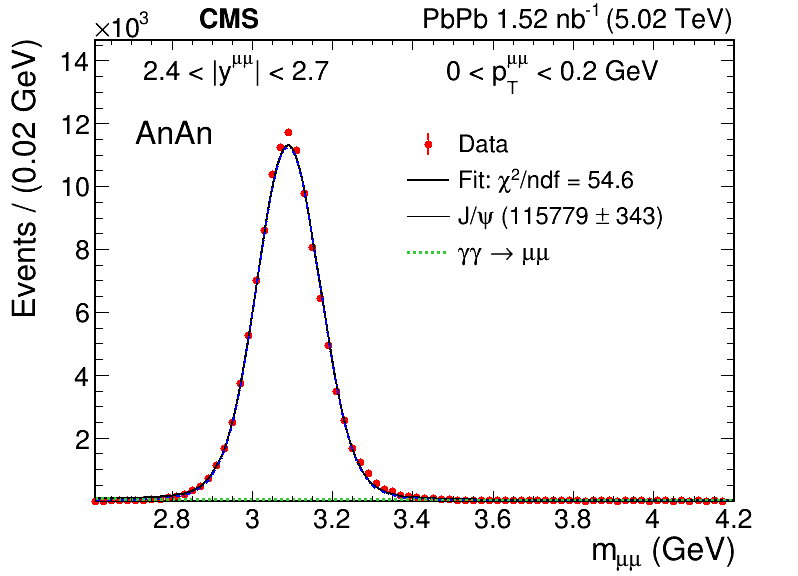 ×10³
CMS
PbPb 1.52 nb⁻¹ (5.02 TeV)
2.4 < |y^μμ| < 2.7
0 < p_T^μμ < 0.2 GeV
AnAn
Data
Fit: χ²/ndf = 54.6
J/ψ (115779 ± 343)
γγ → μμ
Events / (0.02 GeV)
14
12
10
8
6
4
2
2.8 3 3.2 3.4 3.6 3.8 4 4.2
m_μμ (GeV)